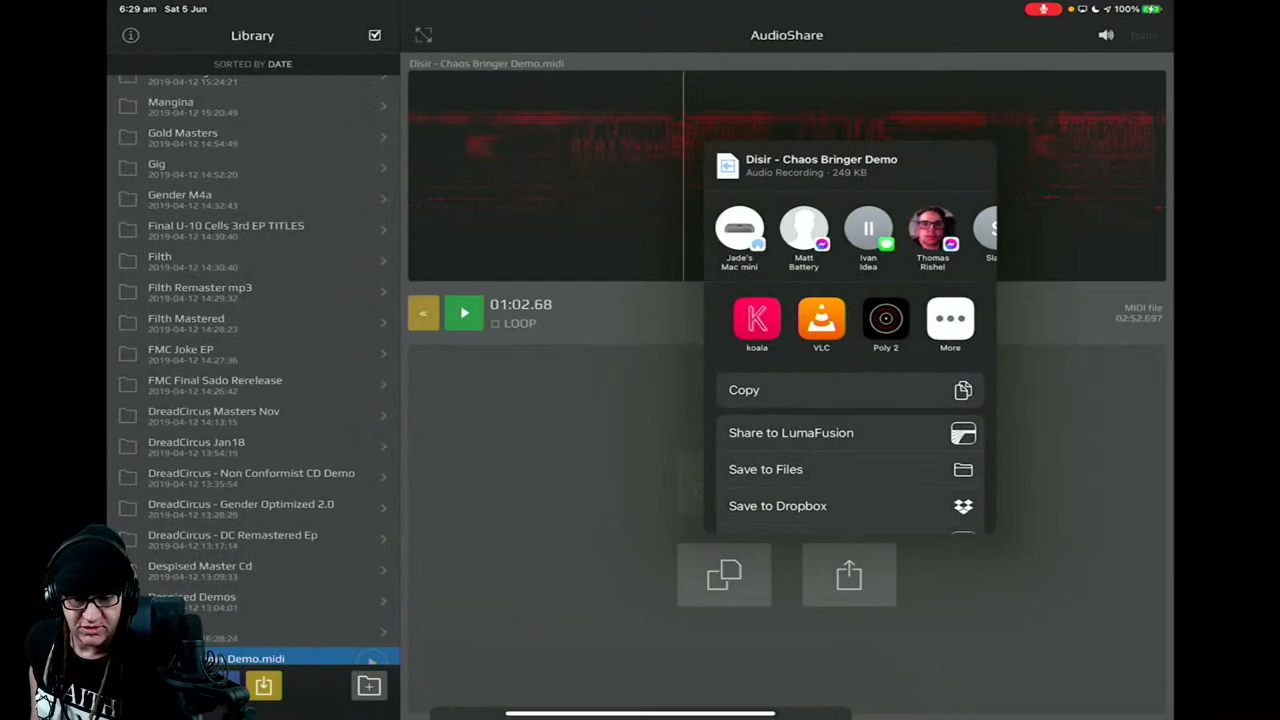 6:29 am Sat 5 Jun
100%
Library
AudioShare
SORTED BY DATE
Disir - Chaos Bringer Demo.midi
2019-04-12 15:24:21
Mangina
2019-04-12 15:20:49
Gold Masters
2019-04-12 14:54:49
Gig
2019-04-12 14:52:20
Gender M4a
2019-04-12 14:32:43
Final U-10 Cells 3rd EP TITLES
2019-04-12 14:30:40
Filth
2019-04-12 14:30:40
Filth Remaster mp3
2019-04-12 14:29:32
Filth Mastered
2019-04-12 14:28:23
FMC Joke EP
2019-04-12 14:27:36
FMC Final Sado Rerelease
2019-04-12 14:26:42
DreadCircus Masters Nov
2019-04-12 14:13:15
DreadCircus Jan18
2019-04-12 13:54:19
DreadCircus - Non Conformist CD Demo
2019-04-12 13:35:54
DreadCircus - Gender Optimized 2.0
2019-04-12 13:28:29
DreadCircus - DC Remastered Ep
2019-04-12 13:17:14
Despised Master Cd
2019-04-12 13:09:33
Despised Demos
13:04:01
16:28:24
Demo.midi
Disir - Chaos Bringer Demo
Audio Recording · 249 KB
Jade's
Mac mini
Matt
Battery
Ivan
Idea
Thomas
Rishel
koala
VLC
Poly 2
More
Copy
Share to LumaFusion
Save to Files
Save to Dropbox
01:02.68
LOOP
MIDI file
02:52.697